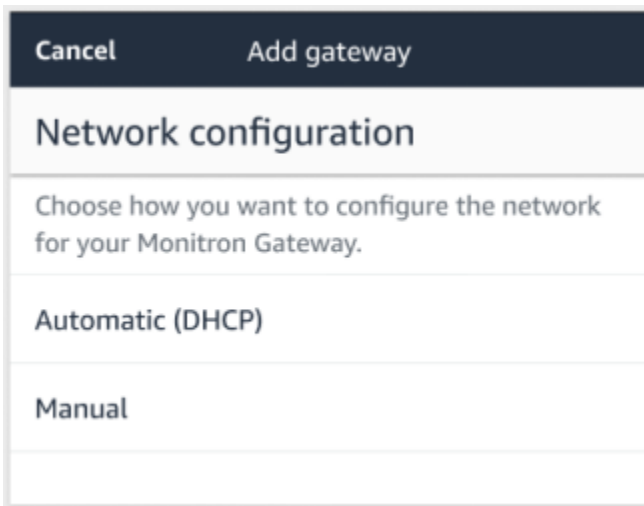 Cancel Add gateway
Network configuration
Choose how you want to configure the network
for your Monitron Gateway.
Automatic (DHCP)
Manual